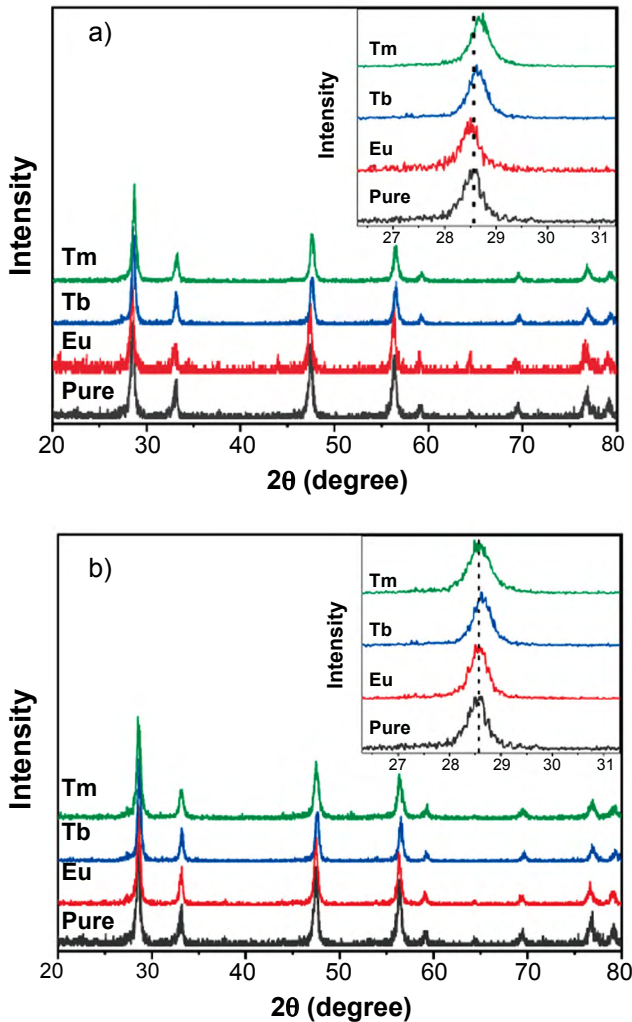 a)
Intensity
Tm
Tb
Eu
Pure
27 28 29 30 31
Intensity
Tm
Tb
Eu
Pure
20 30 40 50 60 70 80
2θ (degree)
b)
Intensity
Tm
Tb
Eu
Pure
27 28 29 30 31
Intensity
Tm
Tb
Eu
Pure
20 30 40 50 60 70 80
2θ (degree)